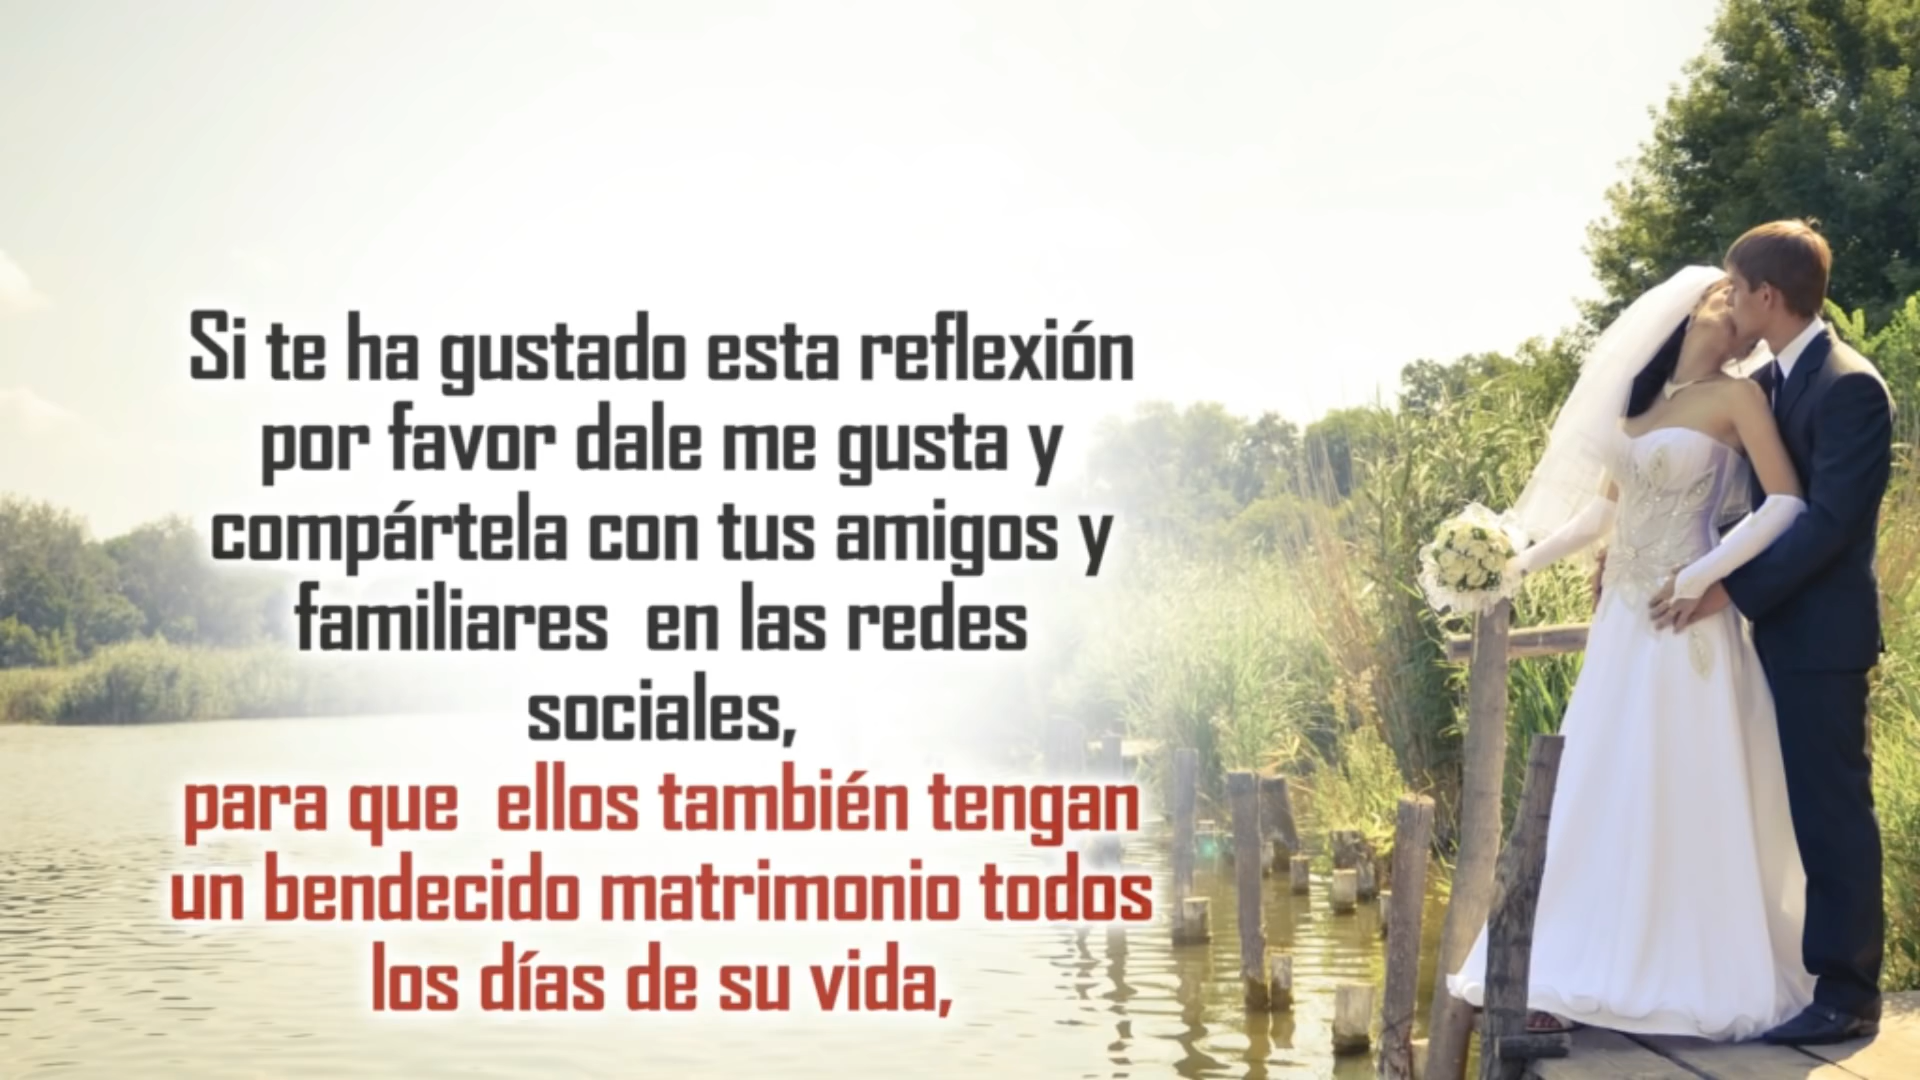 Si te ha gustado esta reflexión
por favor dale me gusta y
compártela con tus amigos y
familiares  en las redes
sociales,
para que  ellos también tengan
un bendecido matrimonio todos
los días de su vida,